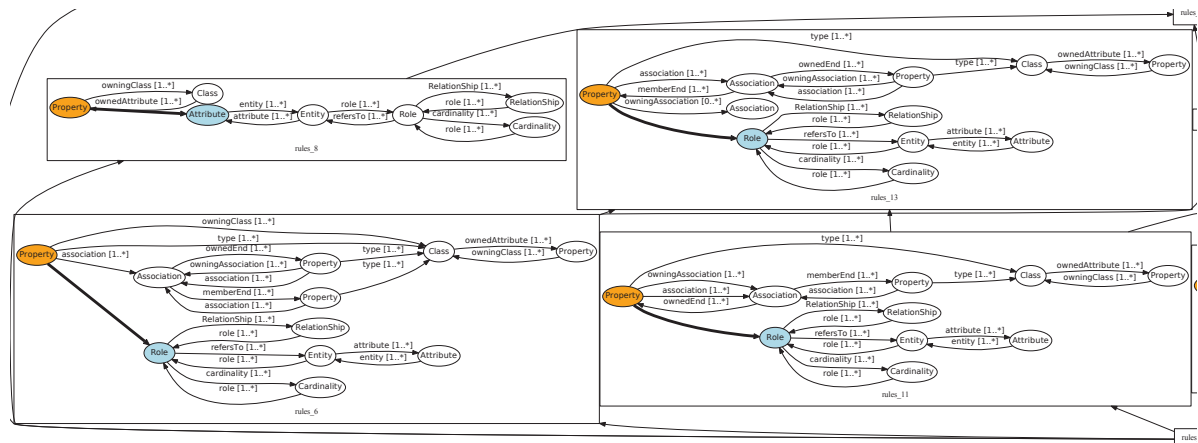 rules_
owningClass [1..*]
Class
Property
ownedAttribute [1..*]
Attribute
entity [1..*]
attribute [1..*]
Entity
role [1..*]
refersTo [1..*]
Role
RelationShip [1..*]
role [1..*]
RelationShip
cardinality [1..*]
role [1..*]
Cardinality
rules_8
type [1..*]
Property
association [1..*]
memberEnd [1..*]
owningAssociation [0..*]
Association
Association
ownedEnd [1..*]
owningAssociation [1..*]
association [1..*]
Property
type [1..*]
Class
ownedAttribute [1..*]
owningClass [1..*]
Property
Role
RelationShip [1..*]
role [1..*]
RelationShip
refersTo [1..*]
role [1..*]
Entity
attribute [1..*]
entity [1..*]
Attribute
cardinality [1..*]
role [1..*]
Cardinality
rules_13
owningClass [1..*]
type [1..*]
Property
association [1..*]
Association
ownedEnd [1..*]
owningAssociation [1..*]
association [1..*]
Property
memberEnd [1..*]
association [1..*]
Property
type [1..*]
type [1..*]
Class
ownedAttribute [1..*]
owningClass [1..*]
Property
Role
RelationShip [1..*]
role [1..*]
RelationShip
refersTo [1..*]
role [1..*]
Entity
attribute [1..*]
entity [1..*]
Attribute
cardinality [1..*]
role [1..*]
Cardinality
rules_6
type [1..*]
Property
owningAssociation [1..*]
association [1..*]
ownedEnd [1..*]
Association
memberEnd [1..*]
association [1..*]
Property
type [1..*]
Class
ownedAttribute [1..*]
owningClass [1..*]
Property
Role
RelationShip [1..*]
role [1..*]
RelationShip
refersTo [1..*]
role [1..*]
Entity
attribute [1..*]
entity [1..*]
Attribute
cardinality [1..*]
role [1..*]
Cardinality
rules_11
rules